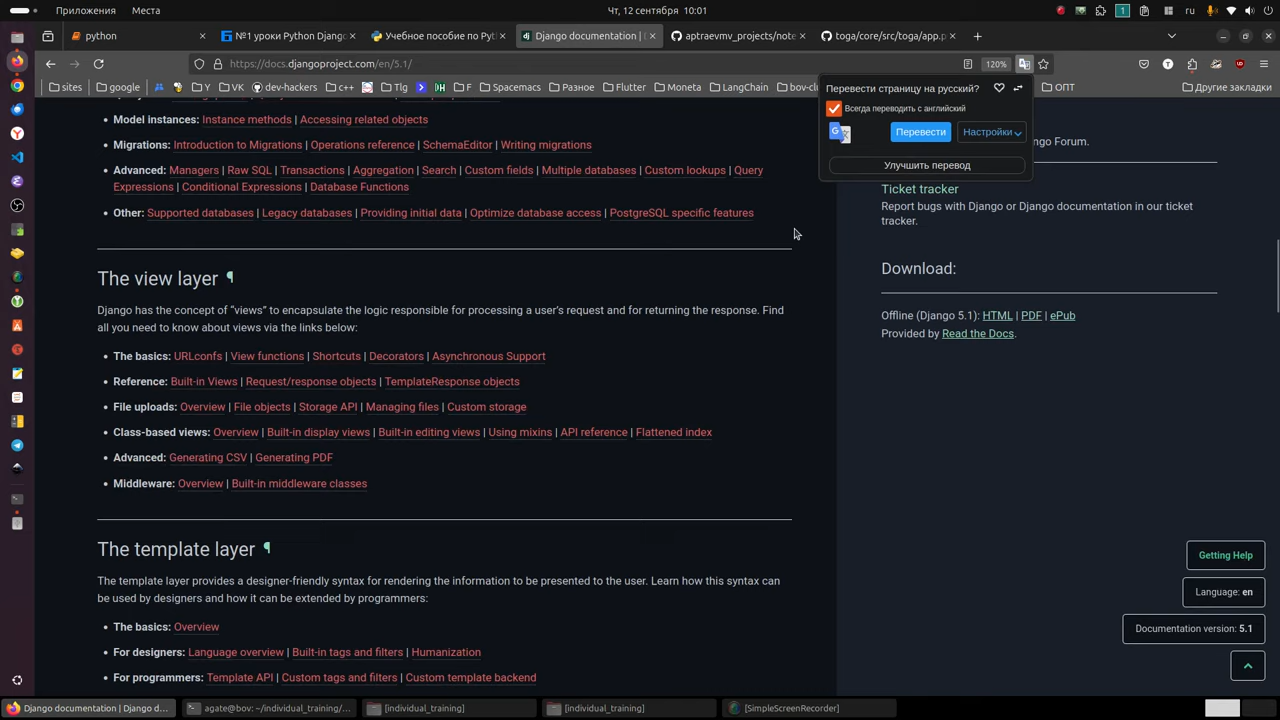 Приложения Места Чт, 12 сентября 10:01 1 ru
python №1 уроки Python Djang Учебное пособие по Pytho Django documentation | D aptraevmv_projects/note toga/core/src/toga/app.p
https://docs.djangoproject.com/en/5.1/ 120%
sites google Y VK dev-hackers c++ Tlg Spacemacs F Разное Flutter Moneta LangChain bov-clu ОПТ Другие закладки
Перевести страницу на русский?
Всегда переводить с английский
Перевести Настройки
Улучшить перевод
Model instances: Instance methods | Accessing related objects
Migrations: Introduction to Migrations | Operations reference | SchemaEditor | Writing migrations
Advanced: Managers | Raw SQL | Transactions | Aggregation | Search | Custom fields | Multiple databases | Custom lookups | Query
Expressions | Conditional Expressions | Database Functions
Other: Supported databases | Legacy databases | Providing initial data | Optimize database access | PostgreSQL specific features
The view layer ¶
Django has the concept of “views” to encapsulate the logic responsible for processing a user’s request and for returning the response. Find
all you need to know about views via the links below:
The basics: URLconfs | View functions | Shortcuts | Decorators | Asynchronous Support
Reference: Built-in Views | Request/response objects | TemplateResponse objects
File uploads: Overview | File objects | Storage API | Managing files | Custom storage
Class-based views: Overview | Built-in display views | Built-in editing views | Using mixins | API reference | Flattened index
Advanced: Generating CSV | Generating PDF
Middleware: Overview | Built-in middleware classes
The template layer ¶
The template layer provides a designer-friendly syntax for rendering the information to be presented to the user. Learn how this syntax can
be used by designers and how it can be extended by programmers:
The basics: Overview
For designers: Language overview | Built-in tags and filters | Humanization
For programmers: Template API | Custom tags and filters | Custom template backend
ango Forum.
Ticket tracker
Report bugs with Django or Django documentation in our ticket
tracker.
Download:
Offline (Django 5.1): HTML | PDF | ePub
Provided by Read the Docs.
Getting Help
Language: en
Documentation version: 5.1
Django documentation | Django d... agate@bov: ~/individual_training/... [individual_training] [individual_training] [SimpleScreenRecorder]